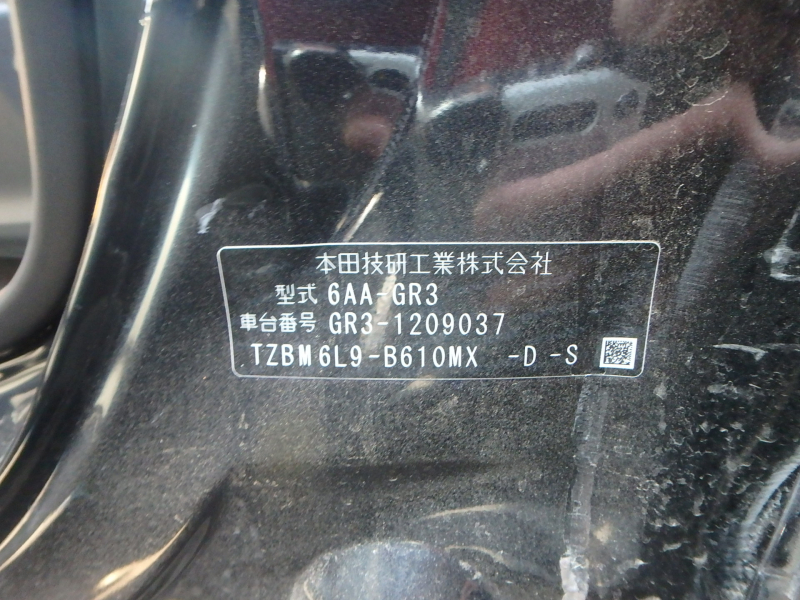 本田技研工業株式会社
型式 6AA-GR3
車台番号 GR3-1209037
TZBM6L9-B610MX -D -S